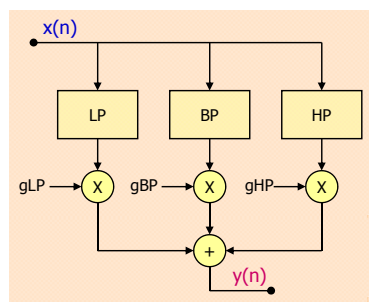 x(n)
LP BP HP
gLP X gBP X gHP X
+
y(n)